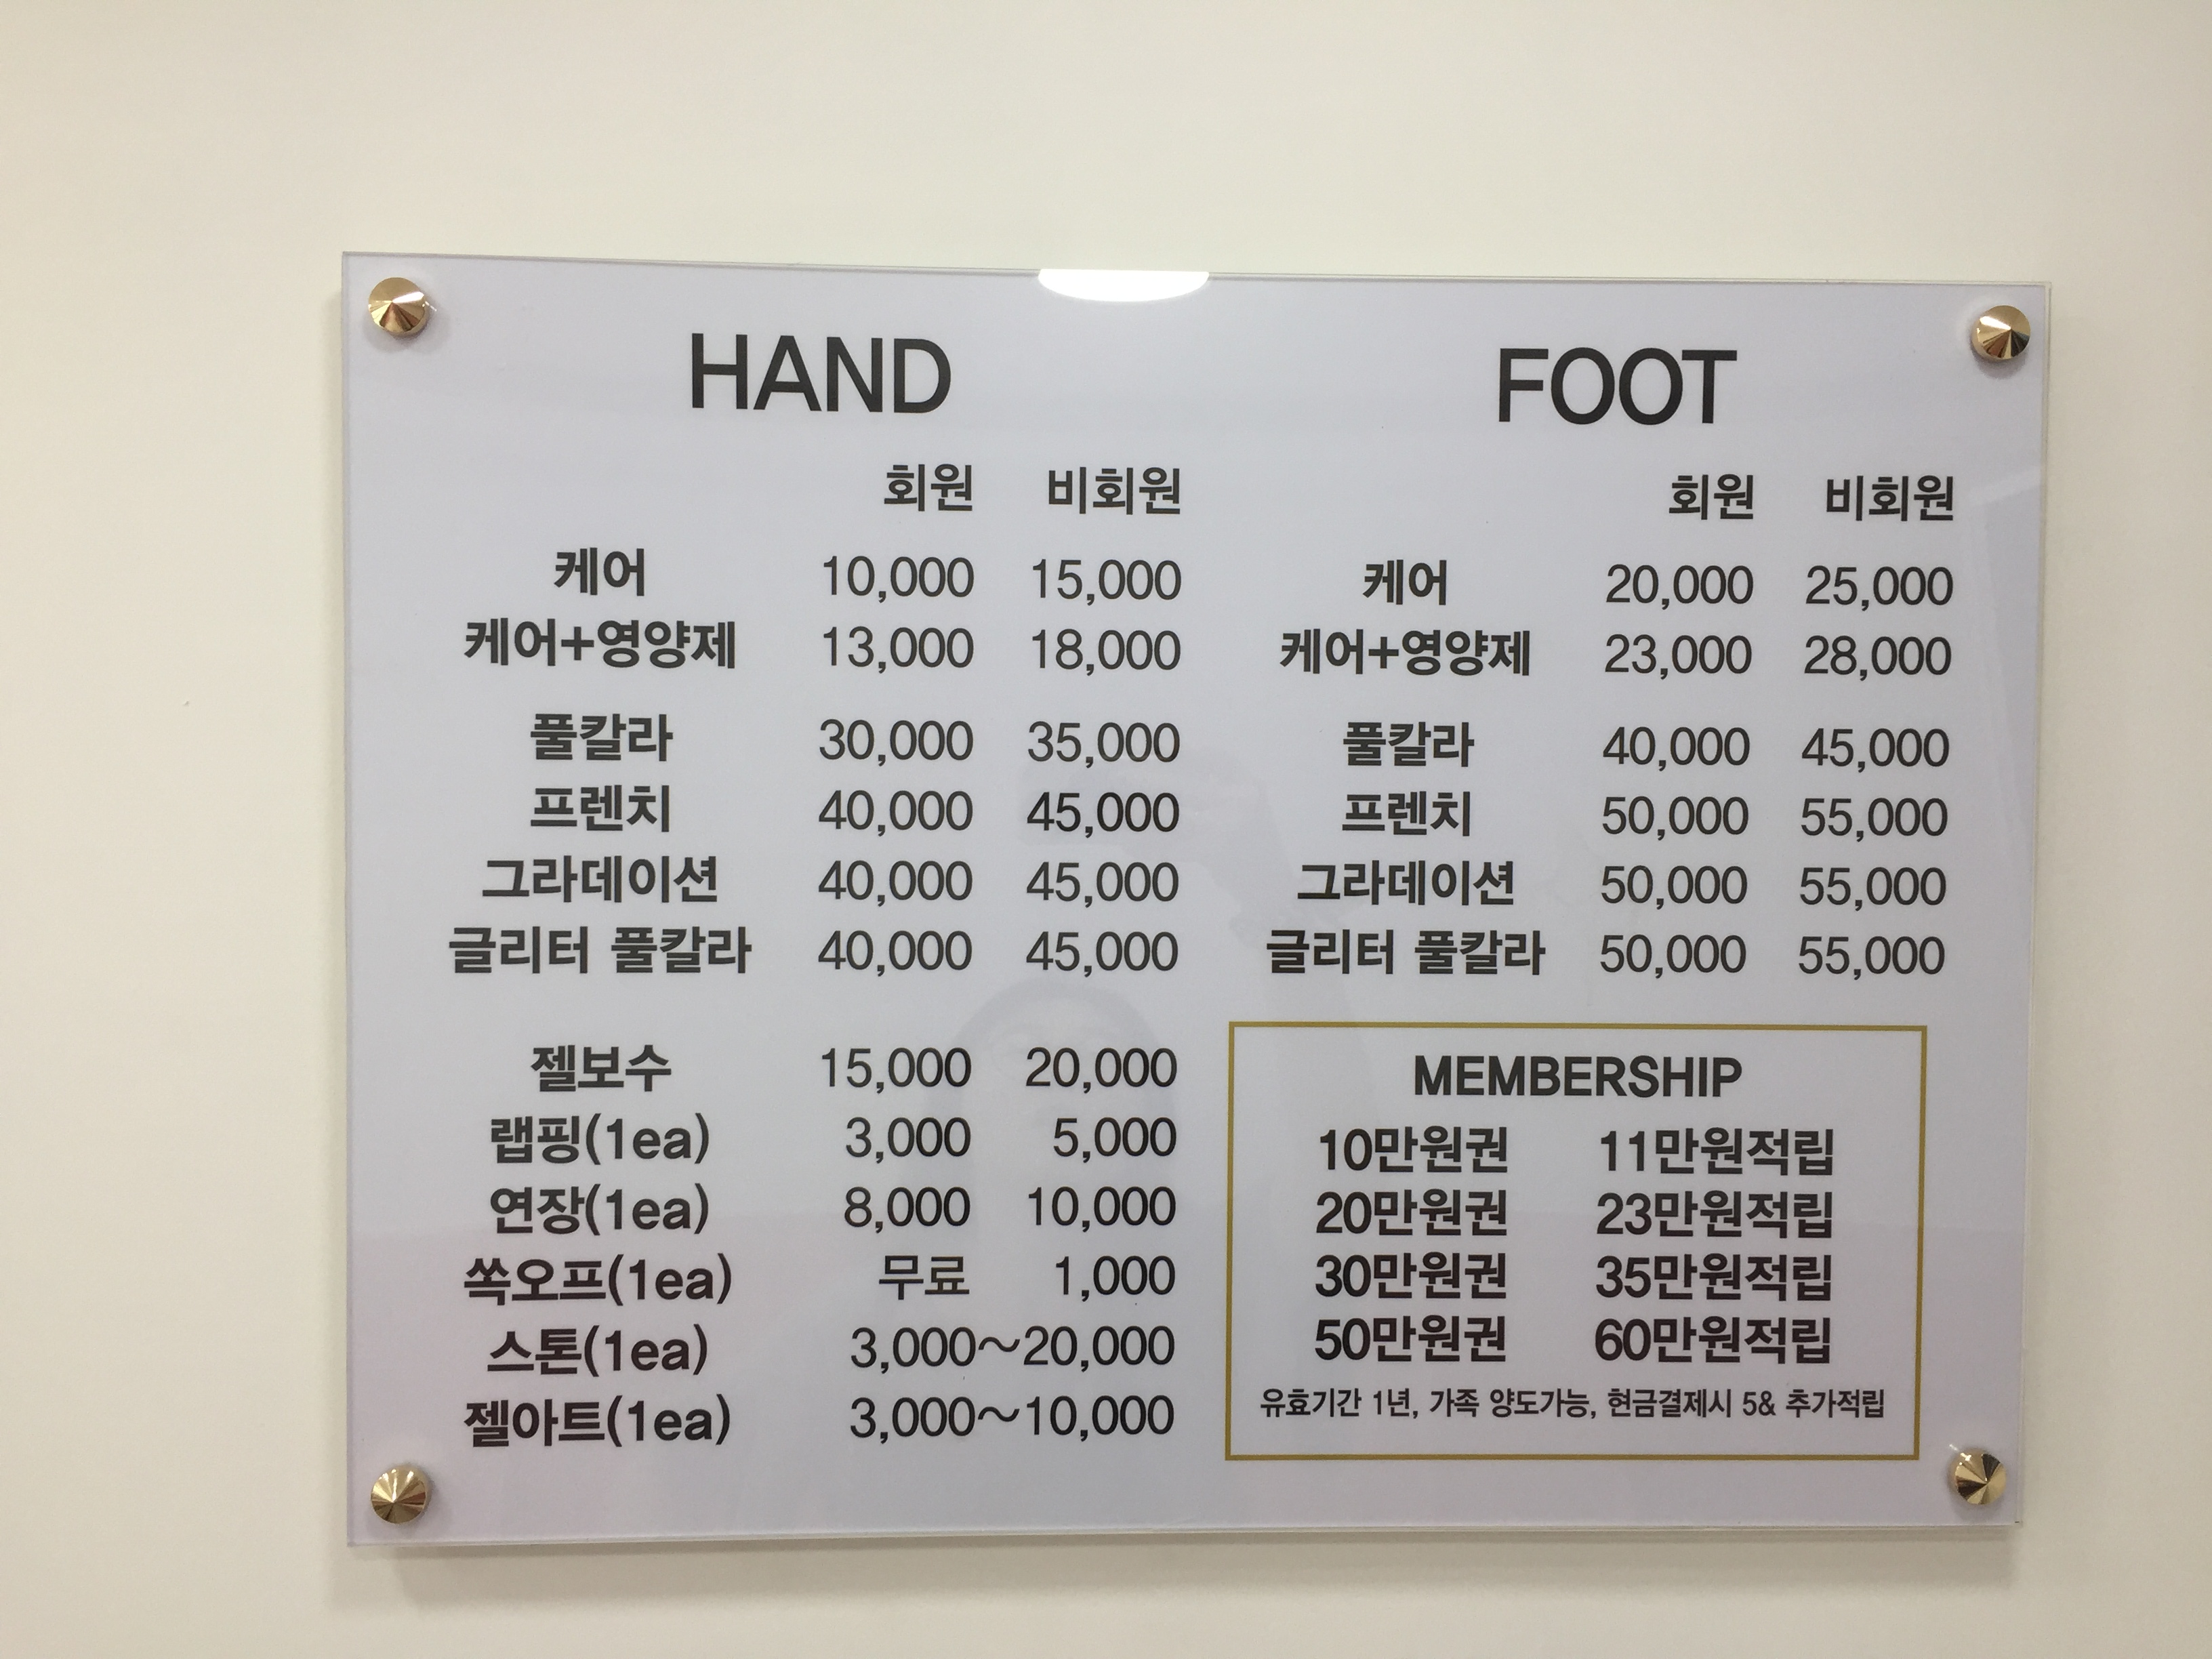 HAND
회원 비회원
케어 10,000 15,000
케어+영양제 13,000 18,000
풀칼라 30,000 35,000
프렌치 40,000 45,000
그라데이션 40,000 45,000
글리터 풀칼라 40,000 45,000
젤보수 15,000 20,000
랩핑(1ea) 3,000 5,000
연장(1ea) 8,000 10,000
쏙오프(1ea) 무료 1,000
스톤(1ea) 3,000~20,000
젤아트(1ea) 3,000~10,000
FOOT
회원 비회원
케어 20,000 25,000
케어+영양제 23,000 28,000
풀칼라 40,000 45,000
프렌치 50,000 55,000
그라데이션 50,000 55,000
글리터 풀칼라 50,000 55,000
MEMBERSHIP
10만원권 11만원적립
20만원권 23만원적립
30만원권 35만원적립
50만원권 60만원적립
유효기간 1년, 가족 양도가능, 현금결제시 5& 추가적립